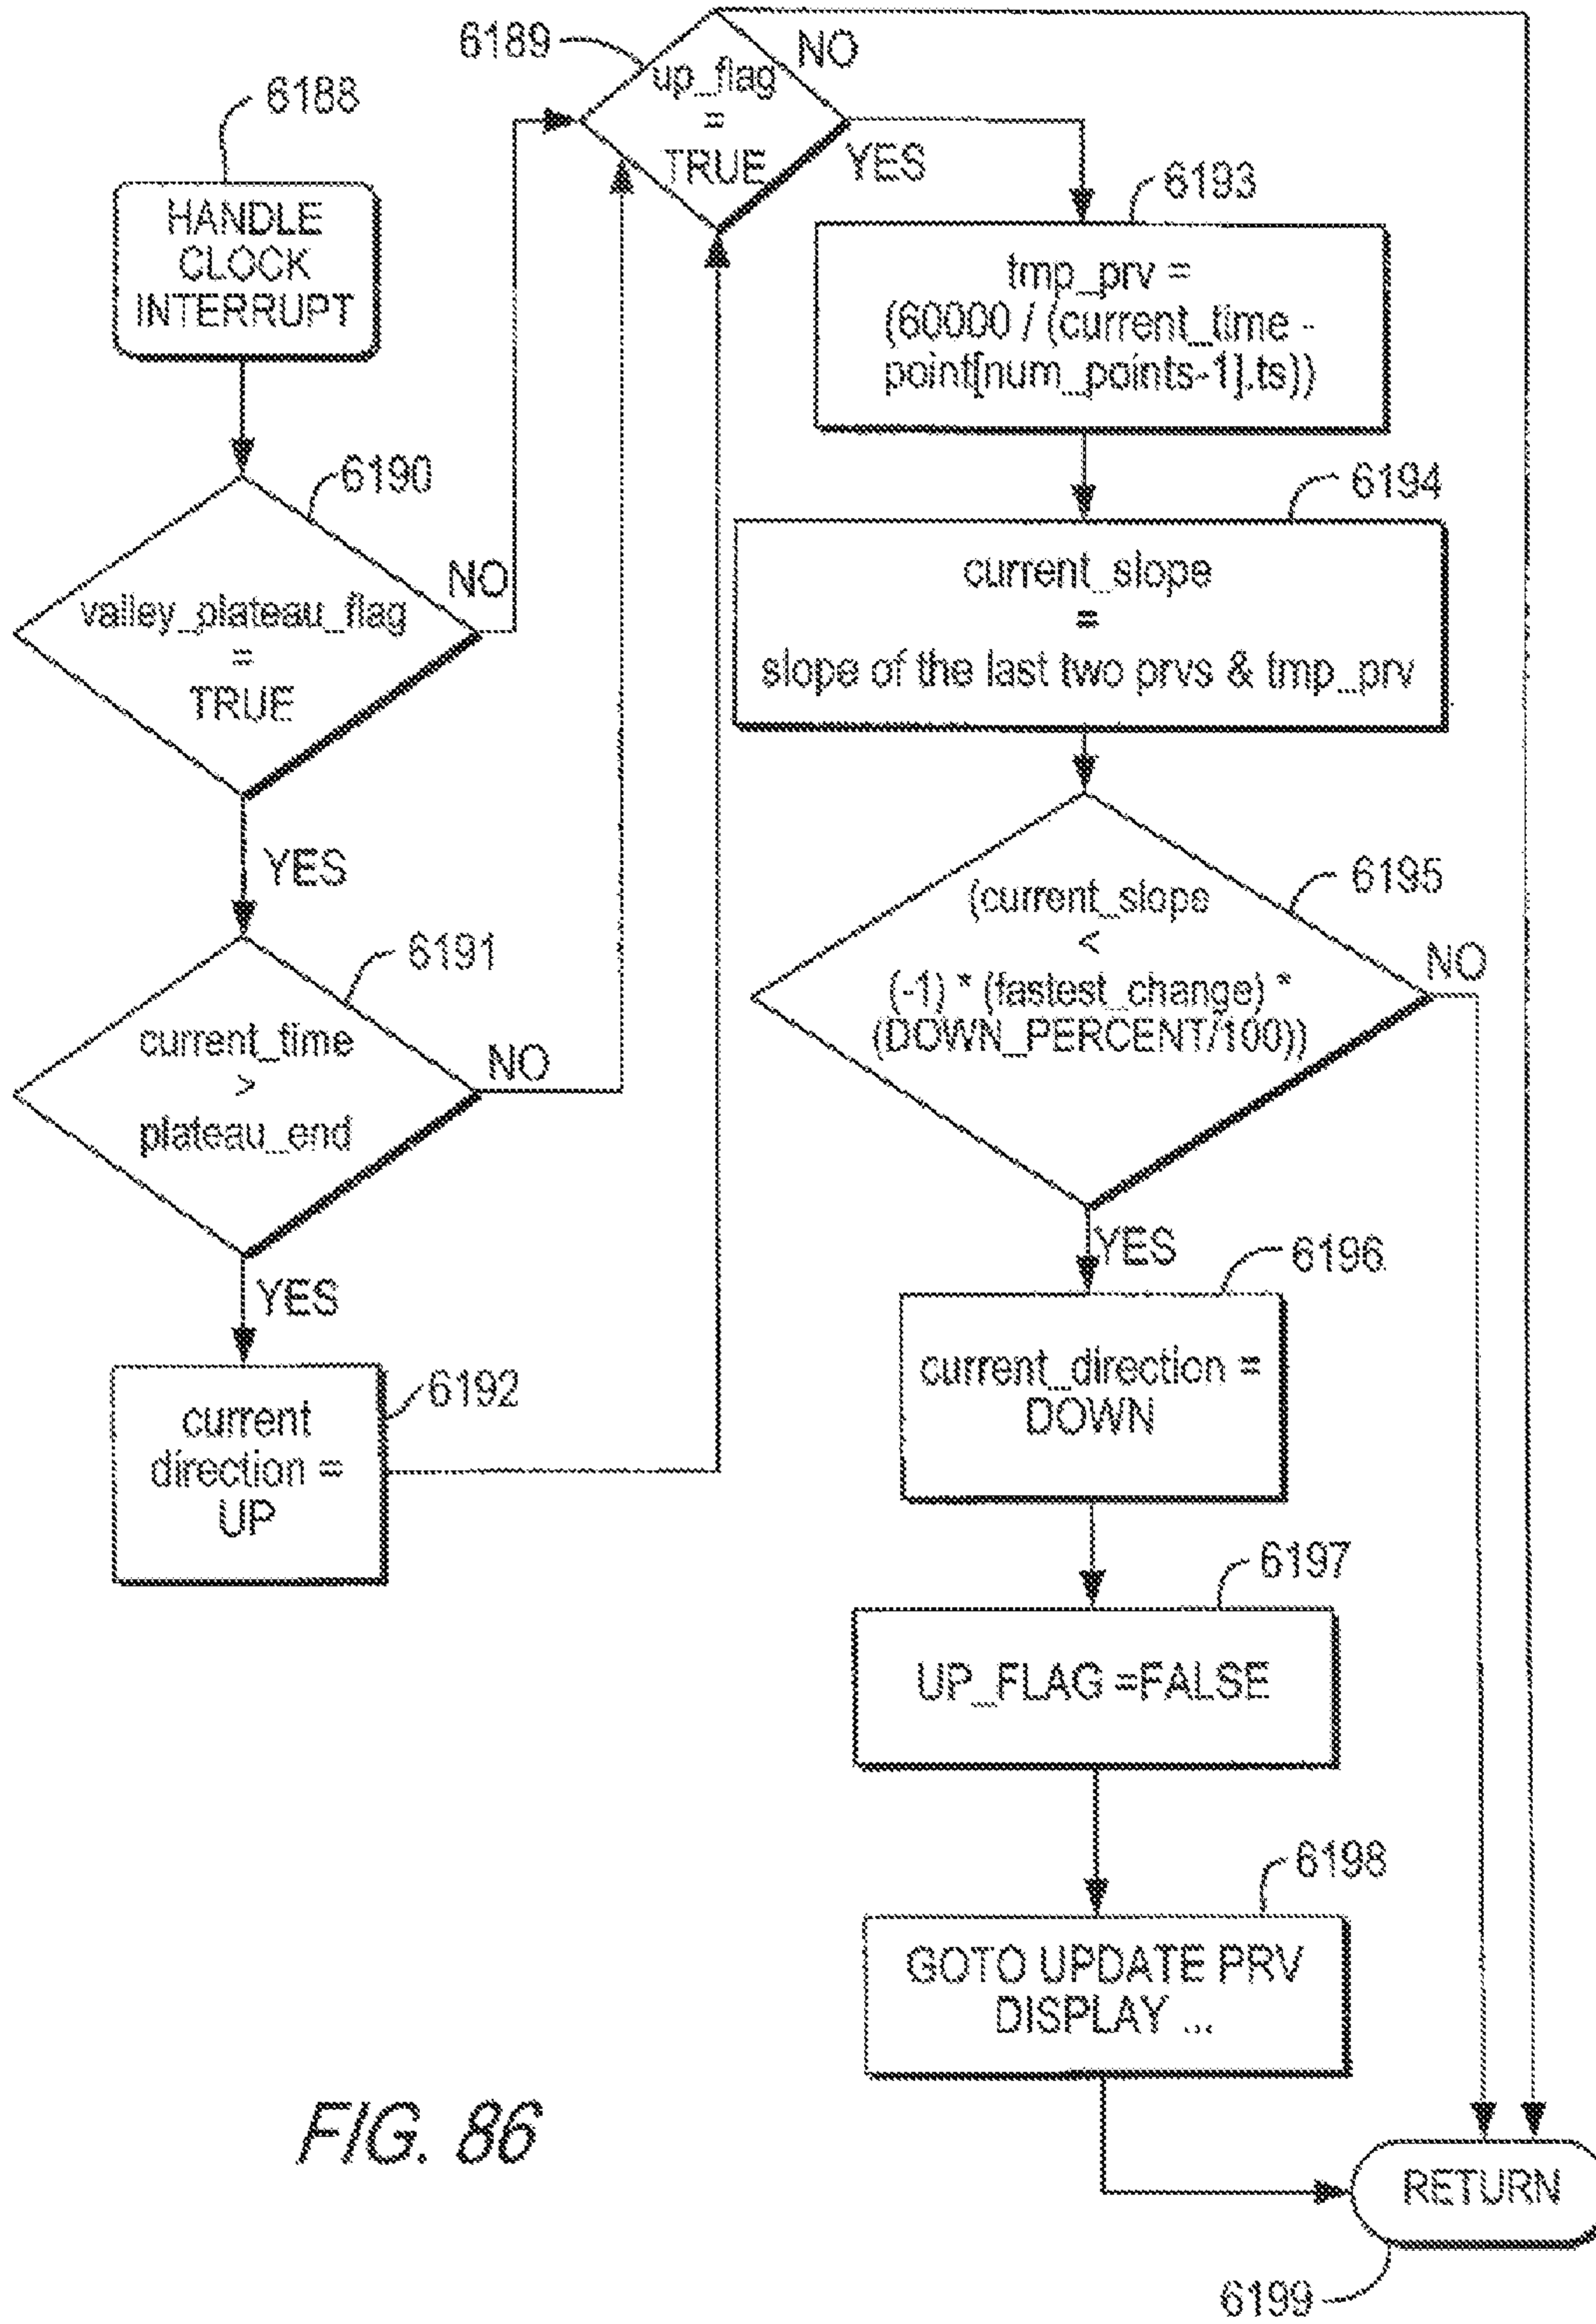 6188
HANDLE
CLOCK
INTERRUPT
6190
valley_plateau_flag
=
TRUE
NO
YES
6191
current_time
>
plateau_end
NO
YES
6192
current
direction =
UP
6189
up_flag
=
TRUE
NO
YES
6193
tmp_prv =
(60000 / (current_time -
point[num_points-1].ts))
6194
current_slope
=
slope of the last two prvs & tmp_prv
6195
(current_slope
<
(-1) * (fastest_change) *
(DOWN_PERCENT/100))
NO
YES
6196
current_direction =
DOWN
6197
UP_FLAG =FALSE
6198
GOTO UPDATE PRV
DISPLAY ...
RETURN
6199
FIG. 86